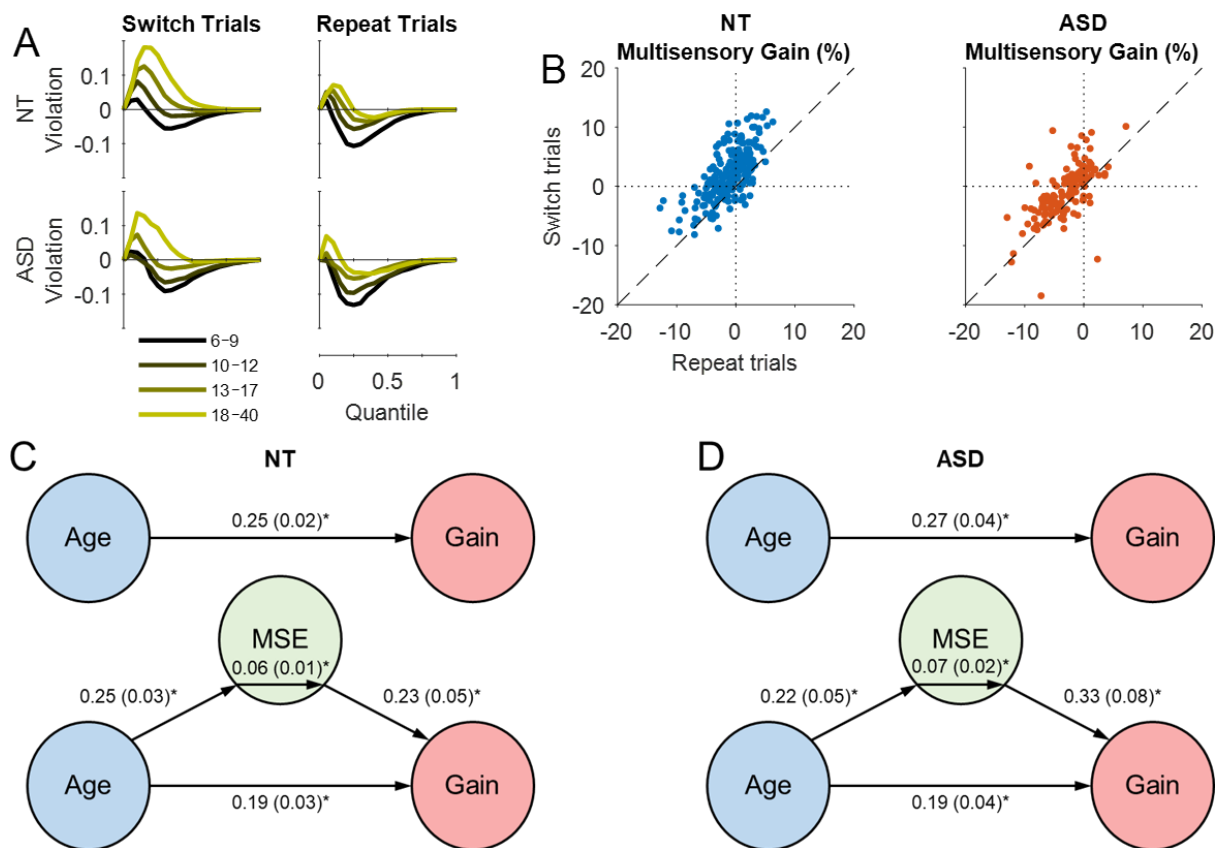 A
Switch Trials
Repeat Trials
NT
Violation
0.1
0
-0.1
ASD
Violation
0.1
0
-0.1
6-9
10-12
13-17
18-40
0
0.5
1
Quantile
B
NT
Multisensory Gain (%)
20
10
0
-10
-20
Switch trials
-20
-10
0
10
20
Repeat trials
ASD
Multisensory Gain (%)
-20
-10
0
10
20
C
NT
Age
0.25 (0.02)*
Gain
MSE
0.06 (0.01)*
0.25 (0.03)*
0.23 (0.05)*
Age
Gain
0.19 (0.03)*
D
ASD
Age
0.27 (0.04)*
Gain
MSE
0.07 (0.02)*
0.22 (0.05)*
0.33 (0.08)*
Age
Gain
0.19 (0.04)*